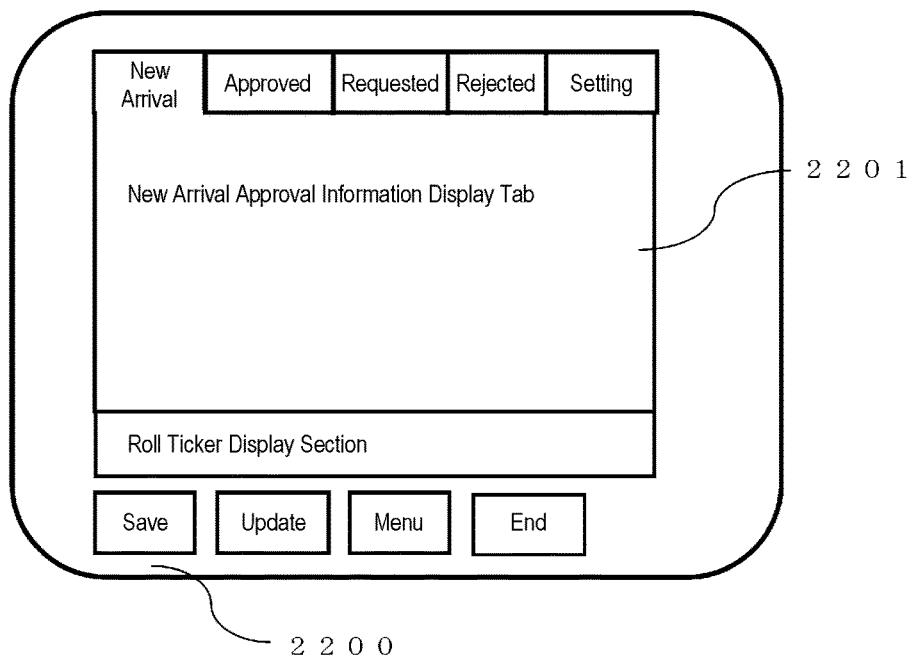 New
Arrival
Approved
Requested
Rejected
Setting
2201
New Arrival Approval Information Display Tab
Roll Ticker Display Section
Save
Update
Menu
End
2200